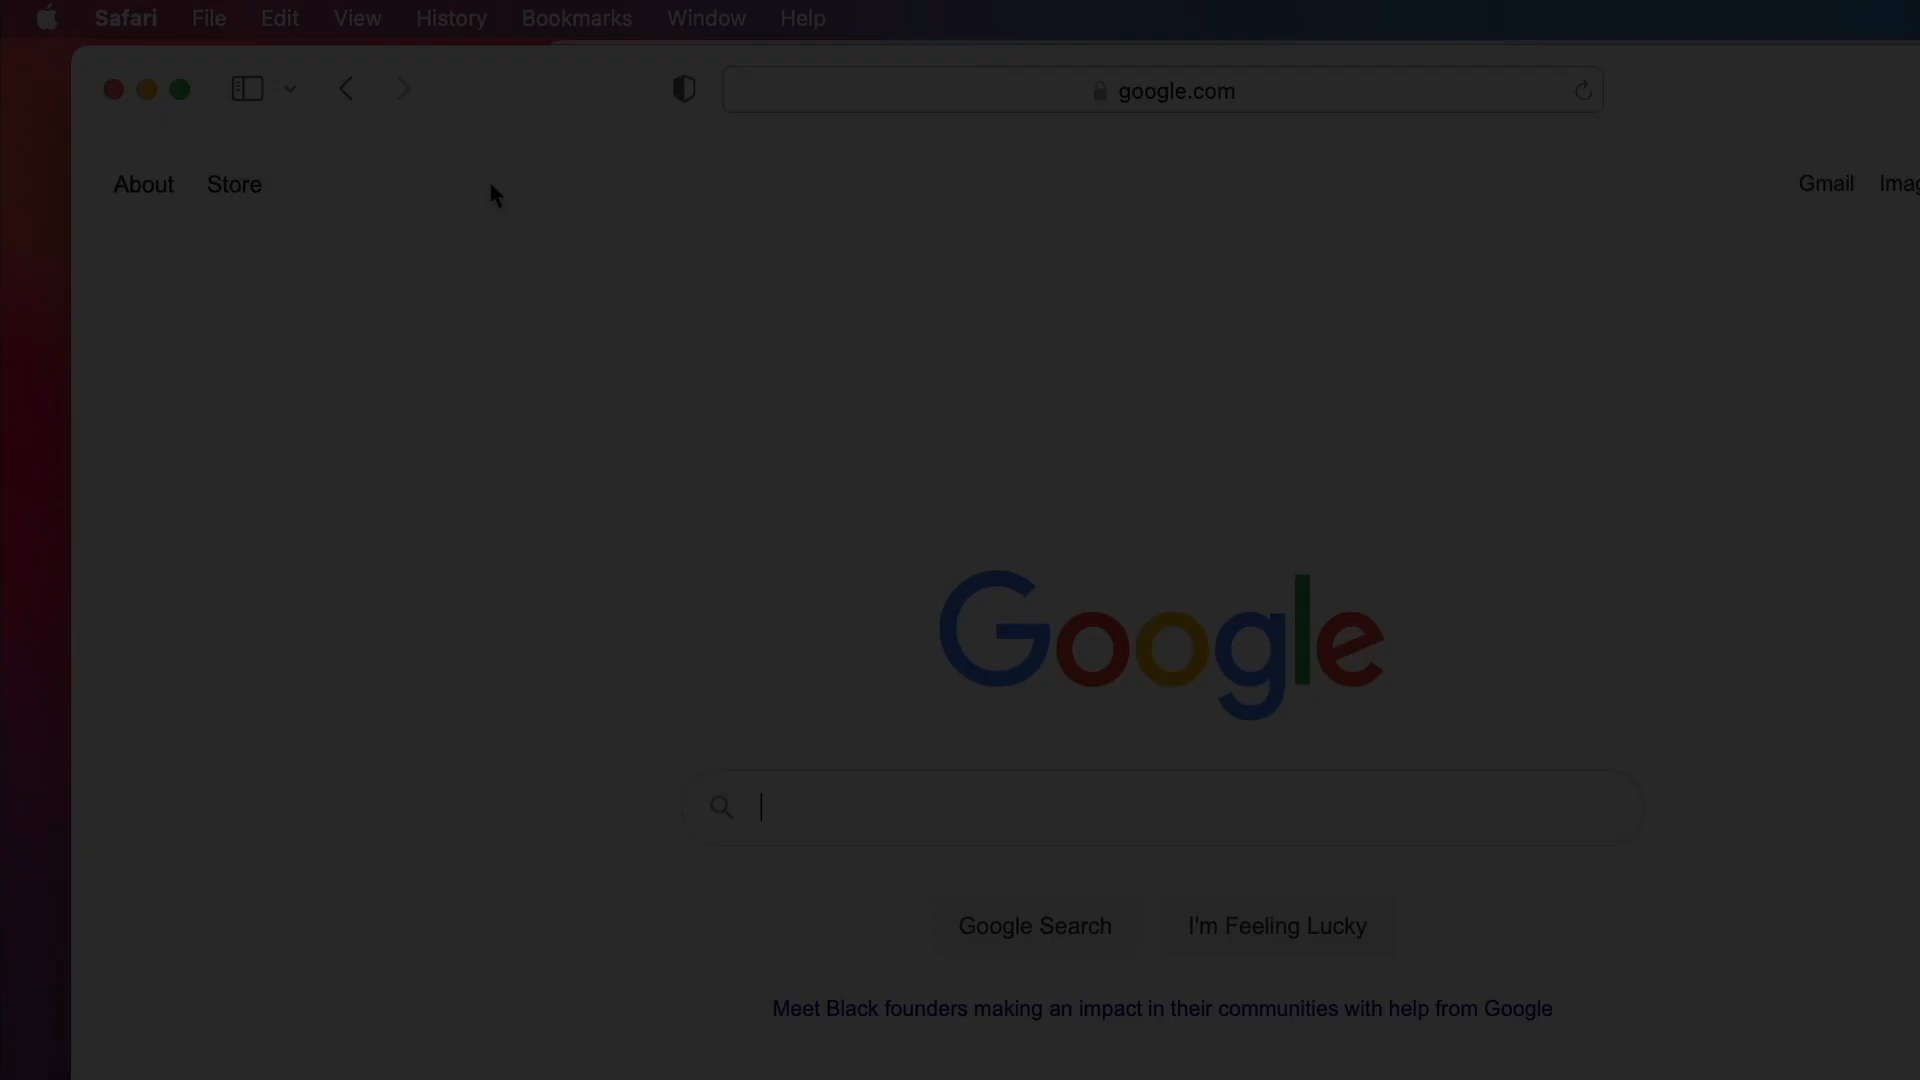 Safari File Edit View History Bookmarks Window Help
google.com
About Store
Gmail
Google
Google Search I'm Feeling Lucky
Meet Black founders making an impact in their communities with help from Google